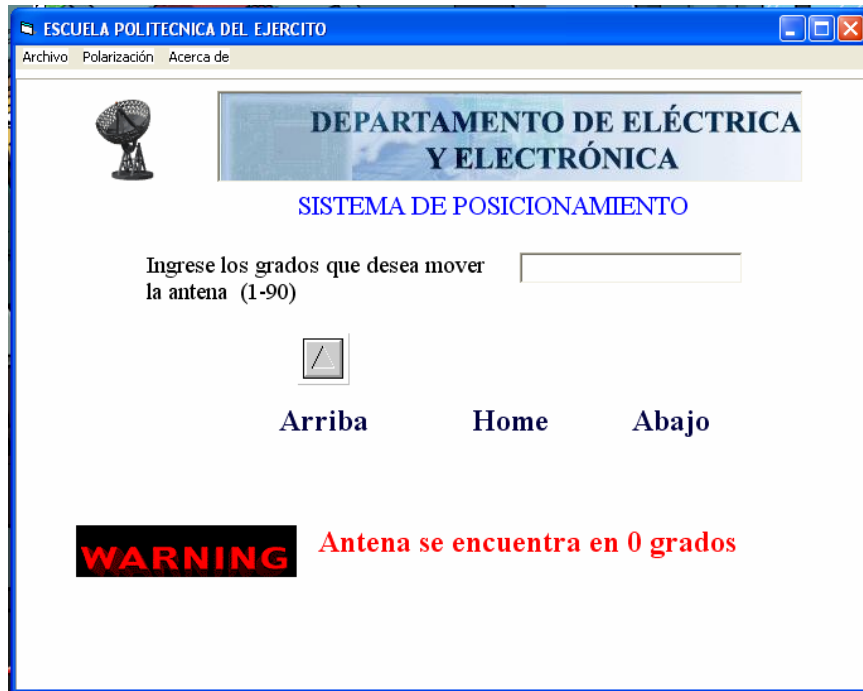 ESCUELA POLITECNICA DEL EJERCITO
Archivo Polarización Acerca de
DEPARTAMENTO DE ELÉCTRICA
Y ELECTRÓNICA
SISTEMA DE POSICIONAMIENTO
Ingrese los grados que desea mover
la antena (1-90)
Arriba Home Abajo
WARNING Antena se encuentra en 0 grados